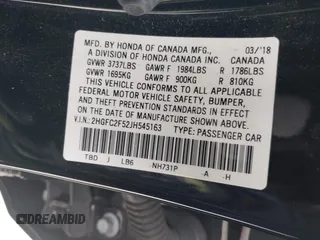 MFD. BY HONDA OF CANADA MFG., 03/'18
A DIVISION OF HONDA CANADA INC. CANADA
GVWR 3737LBS GAWR F 1984LBS R 1786LBS
GVWR 1695KG GAWR F 900KG R 810KG
THIS VEHICLE CONFORMS TO ALL APPLICABLE
FEDERAL MOTOR VEHICLE SAFETY, BUMPER,
AND THEFT PREVENTION STANDARDS IN EFFECT
ON THE DATE OF MANUFACTURE SHOWN ABOVE.
V.I.N.: 2HGFC2F52JH545163 TYPE: PASSENGER CAR
TBD J LB6 NH731P A -H
DREAMBID